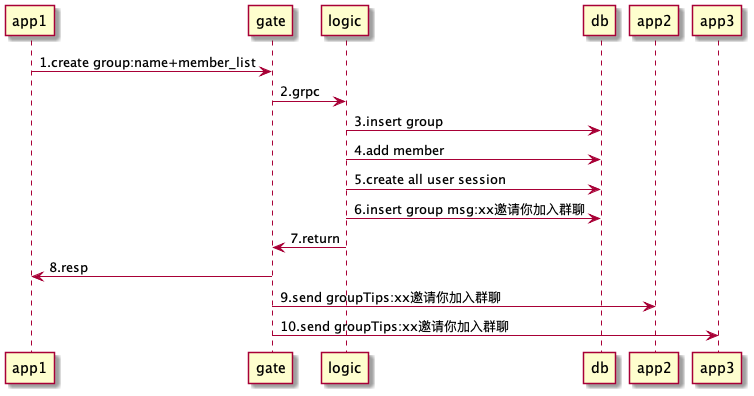 app1 gate logic db app2 app3
1.create group:name+member_list
2.grpc
3.insert group
4.add member
5.create all user session
6.insert group msg:xx邀请你加入群聊
7.return
8.resp
9.send groupTips:xx邀请你加入群聊
10.send groupTips:xx邀请你加入群聊
app1 gate logic db app2 app3